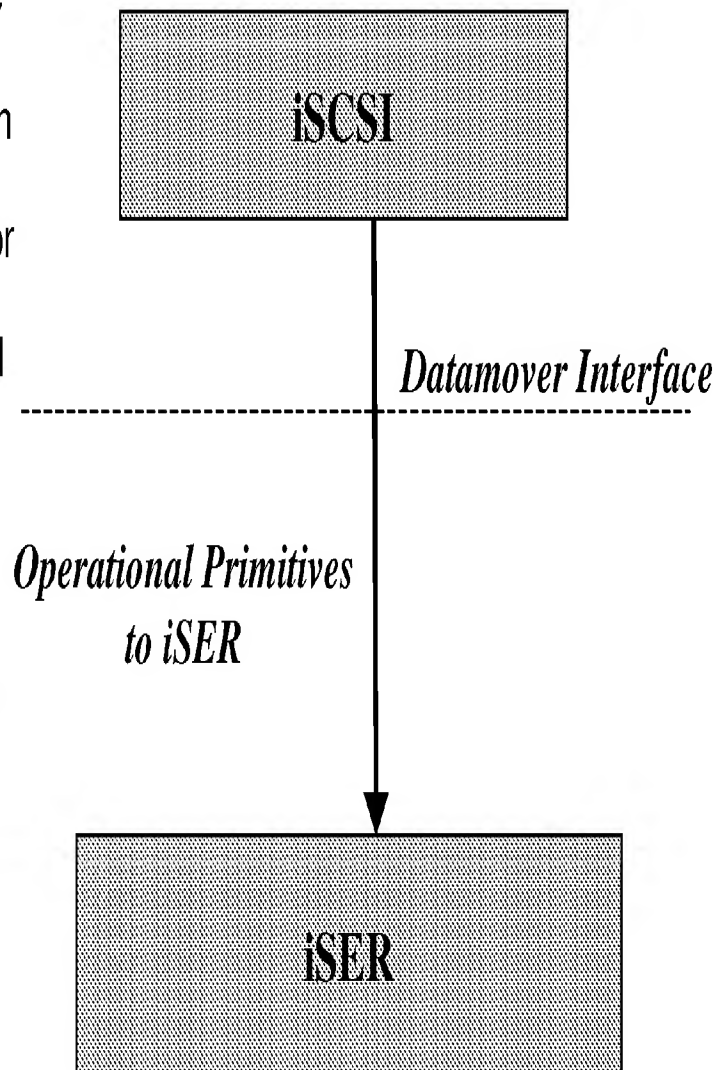 iSCSI
Datamover Interface
Operational Primitives
to iSER
iSER